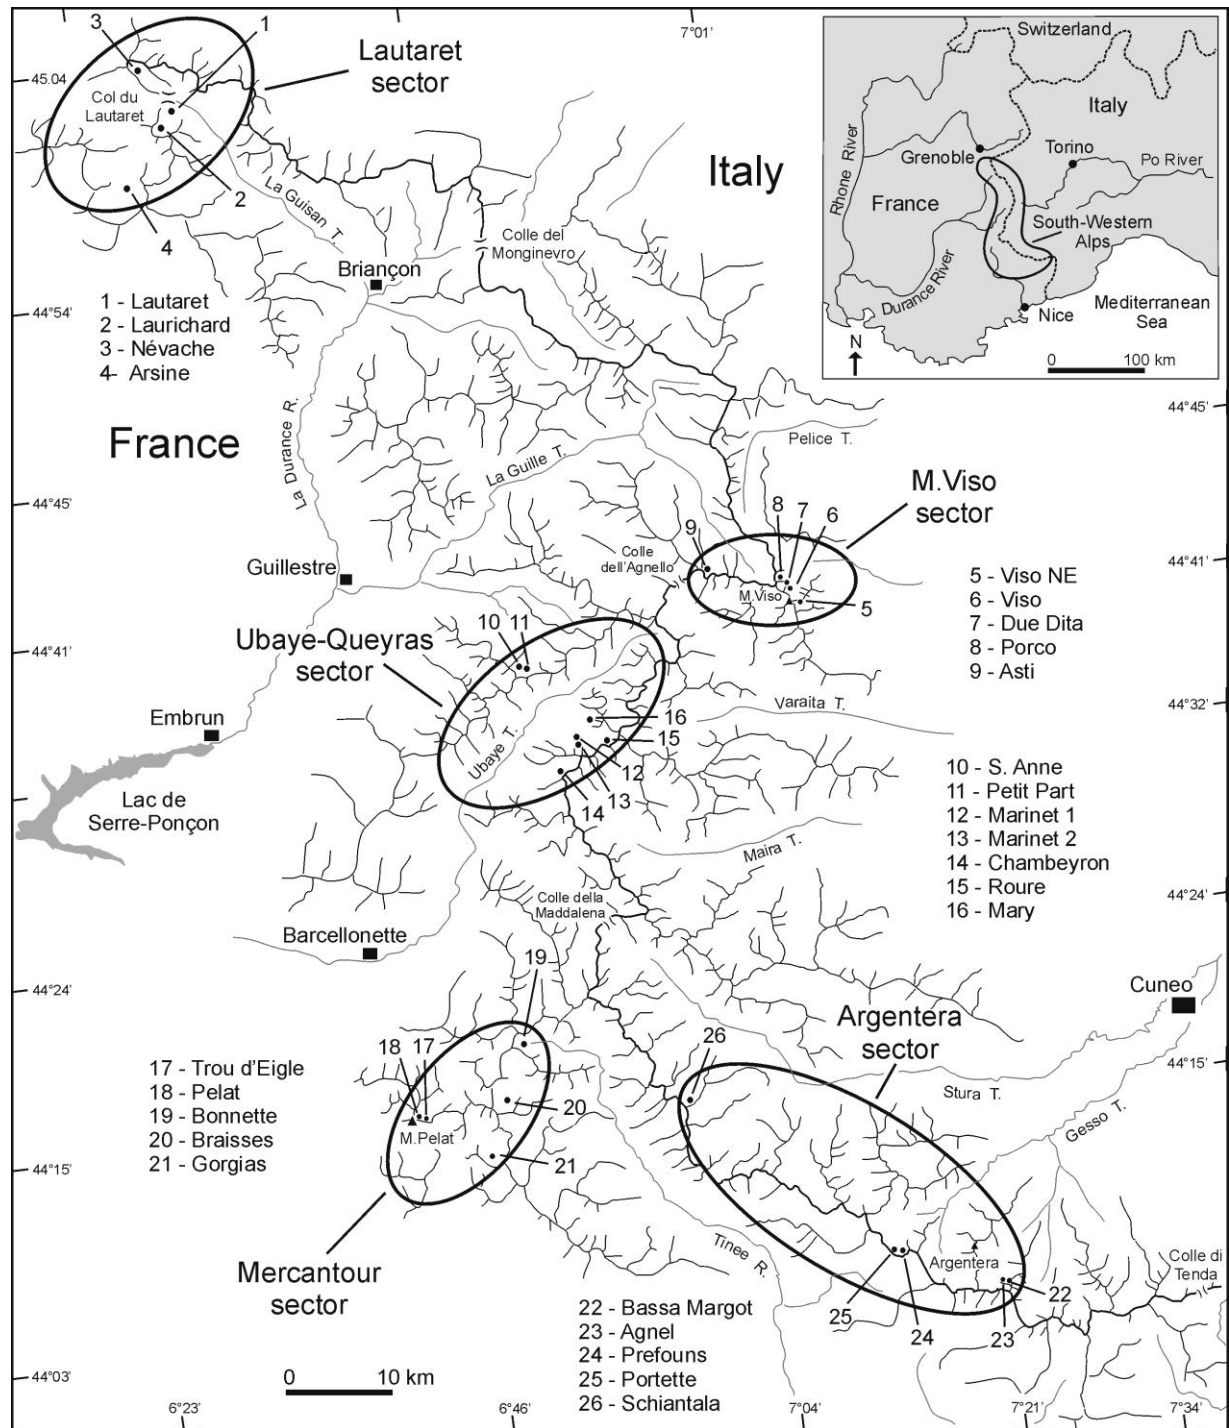 3
1
7°01'
Lautaret
sector
45.04
Col du
Lautaret
2
4
La Guisan T.
Italy
Colle del
Monginevro
Briançon
44°54'
1 - Lautaret
2 - Laurichard
3 - Névache
4- Arsine
Switzerland
Italy
Rhone River
Grenoble
Torino
Po River
France
South-Western
Alps
Durance River
Nice
Mediterranean
Sea
N
0
100 km
44°45'
France
La Durance R.
La Guille T.
Pelice T.
M.Viso
sector
44°45'
8
7
6
9
Colle
dell'Agnello
M.Viso
5
44°41'
Guillestre
5 - Viso NE
6 - Viso
7 - Due Dita
8 - Porco
9 - Asti
Ubaye-Queyras
sector
10
11
44°41'
Embrun
Ubaye T.
16
15
12
13
14
Varaita T.
44°32'
Lac de
Serre-Ponçon
Maira T.
10 - S. Anne
11 - Petit Part
12 - Marinet 1
13 - Marinet 2
14 - Chambeyron
15 - Roure
16 - Mary
44°24'
Colle della
Maddalena
Barcellonette
19
44°24'
Cuneo
Argentera
sector
26
44°15'
17 - Trou d'Eigle
18 - Pelat
19 - Bonnette
20 - Braisses
21 - Gorgias
18
17
20
M.Pelat
21
Stura T.
Gesso T.
44°15'
Mercantour
sector
Tinee R.
Argentera
Colle di
Tenda
22
25
24
23
22 - Bassa Margot
23 - Agnel
24 - Prefouns
25 - Portette
26 - Schiantala
0
10 km
44°03'
6°23'
6°46'
7°04'
7°21'
7°34'